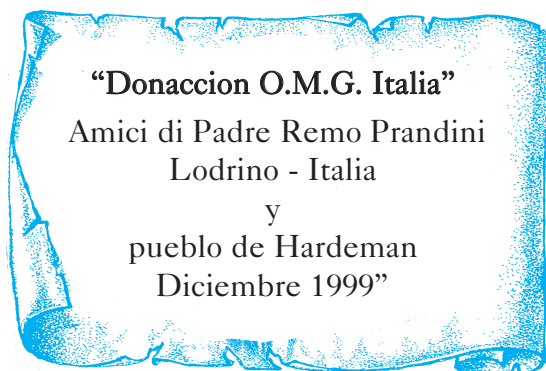 “Donaccion O.M.G. Italia”
Amici di Padre Remo Prandini
Lodrino - Italia
y
pueblo de Hardeman
Diciembre 1999”